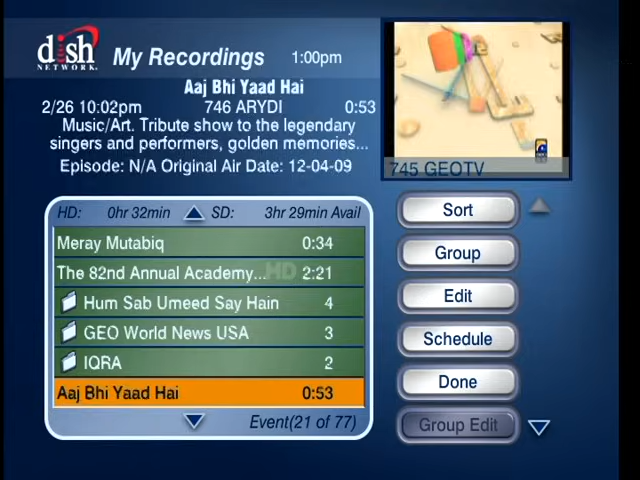 dish
NETWORK
My Recordings
1:00pm
Aaj Bhi Yaad Hai
2/26 10:02pm 746 ARYDI 0:53
Music/Art. Tribute show to the legendary
singers and performers, golden memories...
Episode: N/A Original Air Date: 12-04-09
745 GEOTV
HD: 0hr 32min SD: 3hr 29min Avail
Meray Mutabiq 0:34
The 82nd Annual Academy... HD 2:21
Hum Sab Umeed Say Hain 4
GEO World News USA 3
IQRA 2
Aaj Bhi Yaad Hai 0:53
Event(21 of 77)
Sort
Group
Edit
Schedule
Done
Group Edit